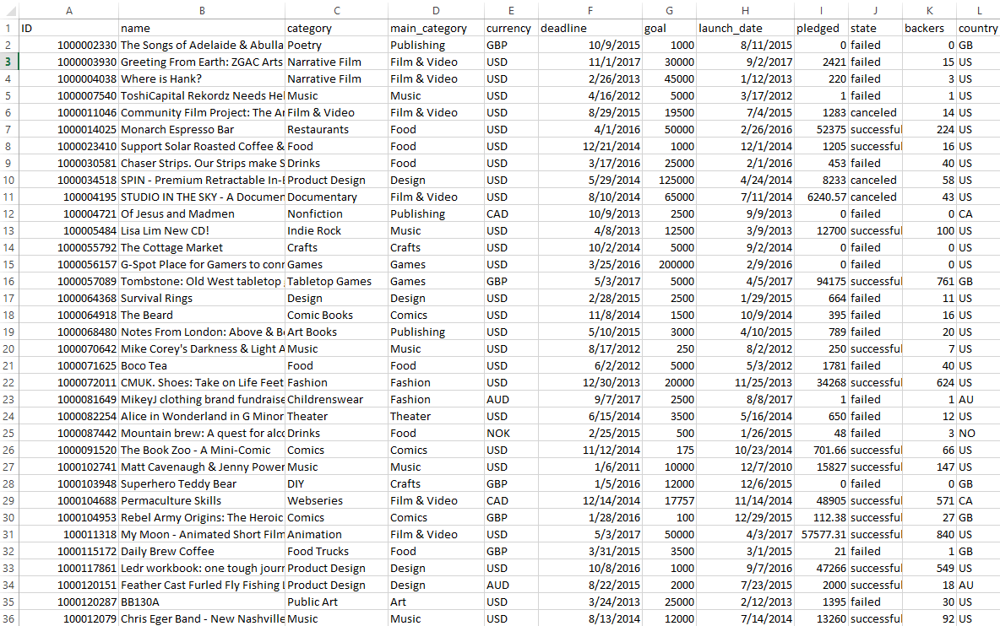 A B C D E F G H I J K L
1 ID name category main_category currency deadline goal launch_date pledged state backers country
2 1000002330 The Songs of Adelaide & Abulla Poetry Publishing GBP 10/9/2015 1000 8/11/2015 0 failed 0 GB
3 1000003930 Greeting From Earth: ZGAC Arts Narrative Film Film & Video USD 11/1/2017 30000 9/2/2017 2421 failed 15 US
4 1000004038 Where is Hank? Narrative Film Film & Video USD 2/26/2013 45000 1/12/2013 220 failed 3 US
5 1000007540 ToshiCapital Rekordz Needs Hel Music Music USD 4/16/2012 5000 3/17/2012 1 failed 1 US
6 1000011046 Community Film Project: The Ar Film & Video Film & Video USD 8/29/2015 19500 7/4/2015 1283 canceled 14 US
7 1000014025 Monarch Espresso Bar Restaurants Food USD 4/1/2016 50000 2/26/2016 52375 successful 224 US
8 1000023410 Support Solar Roasted Coffee & Food Food USD 12/21/2014 1000 12/1/2014 1205 successful 16 US
9 1000030581 Chaser Strips. Our Strips make S Drinks Food USD 3/17/2016 25000 2/1/2016 453 failed 40 US
10 1000034518 SPIN - Premium Retractable In-E Product Design Design USD 5/29/2014 125000 4/24/2014 8233 canceled 58 US
11 100004195 STUDIO IN THE SKY - A Documen Documentary Film & Video USD 8/10/2014 65000 7/11/2014 6240.57 canceled 43 US
12 100004721 Of Jesus and Madmen Nonfiction Publishing CAD 10/9/2013 2500 9/9/2013 0 failed 0 CA
13 100005484 Lisa Lim New CD! Indie Rock Music USD 4/8/2013 12500 3/9/2013 12700 successful 100 US
14 1000055792 The Cottage Market Crafts Crafts USD 10/2/2014 5000 9/2/2014 0 failed 0 US
15 1000056157 G-Spot Place for Gamers to conn Games Games USD 3/25/2016 200000 2/9/2016 0 failed 0 US
16 1000057089 Tombstone: Old West tabletop Tabletop Games Games GBP 5/3/2017 5000 4/5/2017 94175 successful 761 GB
17 1000064368 Survival Rings Design Design USD 2/28/2015 2500 1/29/2015 664 failed 11 US
18 1000064918 The Beard Comic Books Comics USD 11/8/2014 1500 10/9/2014 395 failed 16 US
19 1000068480 Notes From London: Above & Be Art Books Publishing USD 5/10/2015 3000 4/10/2015 789 failed 20 US
20 1000070642 Mike Corey's Darkness & Light A Music Music USD 8/17/2012 250 8/2/2012 250 successful 7 US
21 1000071625 Boco Tea Food Food USD 6/2/2012 5000 5/3/2012 1781 failed 40 US
22 1000072011 CMUK. Shoes: Take on Life Feet Fashion Fashion USD 12/30/2013 20000 11/25/2013 34268 successful 624 US
23 1000081649 MikeyJ clothing brand fundraise Childrenswear Fashion AUD 9/7/2017 2500 8/8/2017 1 failed 1 AU
24 1000082254 Alice in Wonderland in G Minor Theater Theater USD 6/15/2014 3500 5/16/2014 650 failed 12 US
25 1000087442 Mountain brew: A quest for alco Drinks Food NOK 2/25/2015 500 1/26/2015 48 failed 3 NO
26 1000091520 The Book Zoo - A Mini-Comic Comics Comics USD 11/12/2014 175 10/23/2014 701.66 successful 66 US
27 1000102741 Matt Cavenaugh & Jenny Power Music Music USD 1/6/2011 10000 12/7/2010 15827 successful 147 US
28 1000103948 Superhero Teddy Bear DIY Crafts GBP 1/5/2016 12000 12/6/2015 0 failed 0 GB
29 1000104688 Permaculture Skills Webseries Film & Video CAD 12/14/2014 17757 11/14/2014 48905 successful 571 CA
30 1000104953 Rebel Army Origins: The Heroic Comics Comics GBP 1/28/2016 100 12/29/2015 112.38 successful 27 GB
31 100011318 My Moon - Animated Short Film Animation Film & Video USD 5/3/2017 50000 4/3/2017 57577.31 successful 840 US
32 1000115172 Daily Brew Coffee Food Trucks Food GBP 3/31/2015 3500 3/1/2015 21 failed 1 GB
33 1000117861 Ledr workbook: one tough jourr Product Design Design USD 10/8/2016 1000 9/7/2016 47266 successful 549 US
34 1000120151 Feather Cast Furled Fly Fishing L Product Design Design AUD 8/22/2015 2000 7/23/2015 2000 successful 18 AU
35 1000120287 BB130A Public Art Art USD 3/24/2013 25000 2/12/2013 1395 failed 30 US
36 100012079 Chris Eger Band - New Nashville Music Music USD 8/13/2014 12000 7/14/2014 13260 successful 92 US